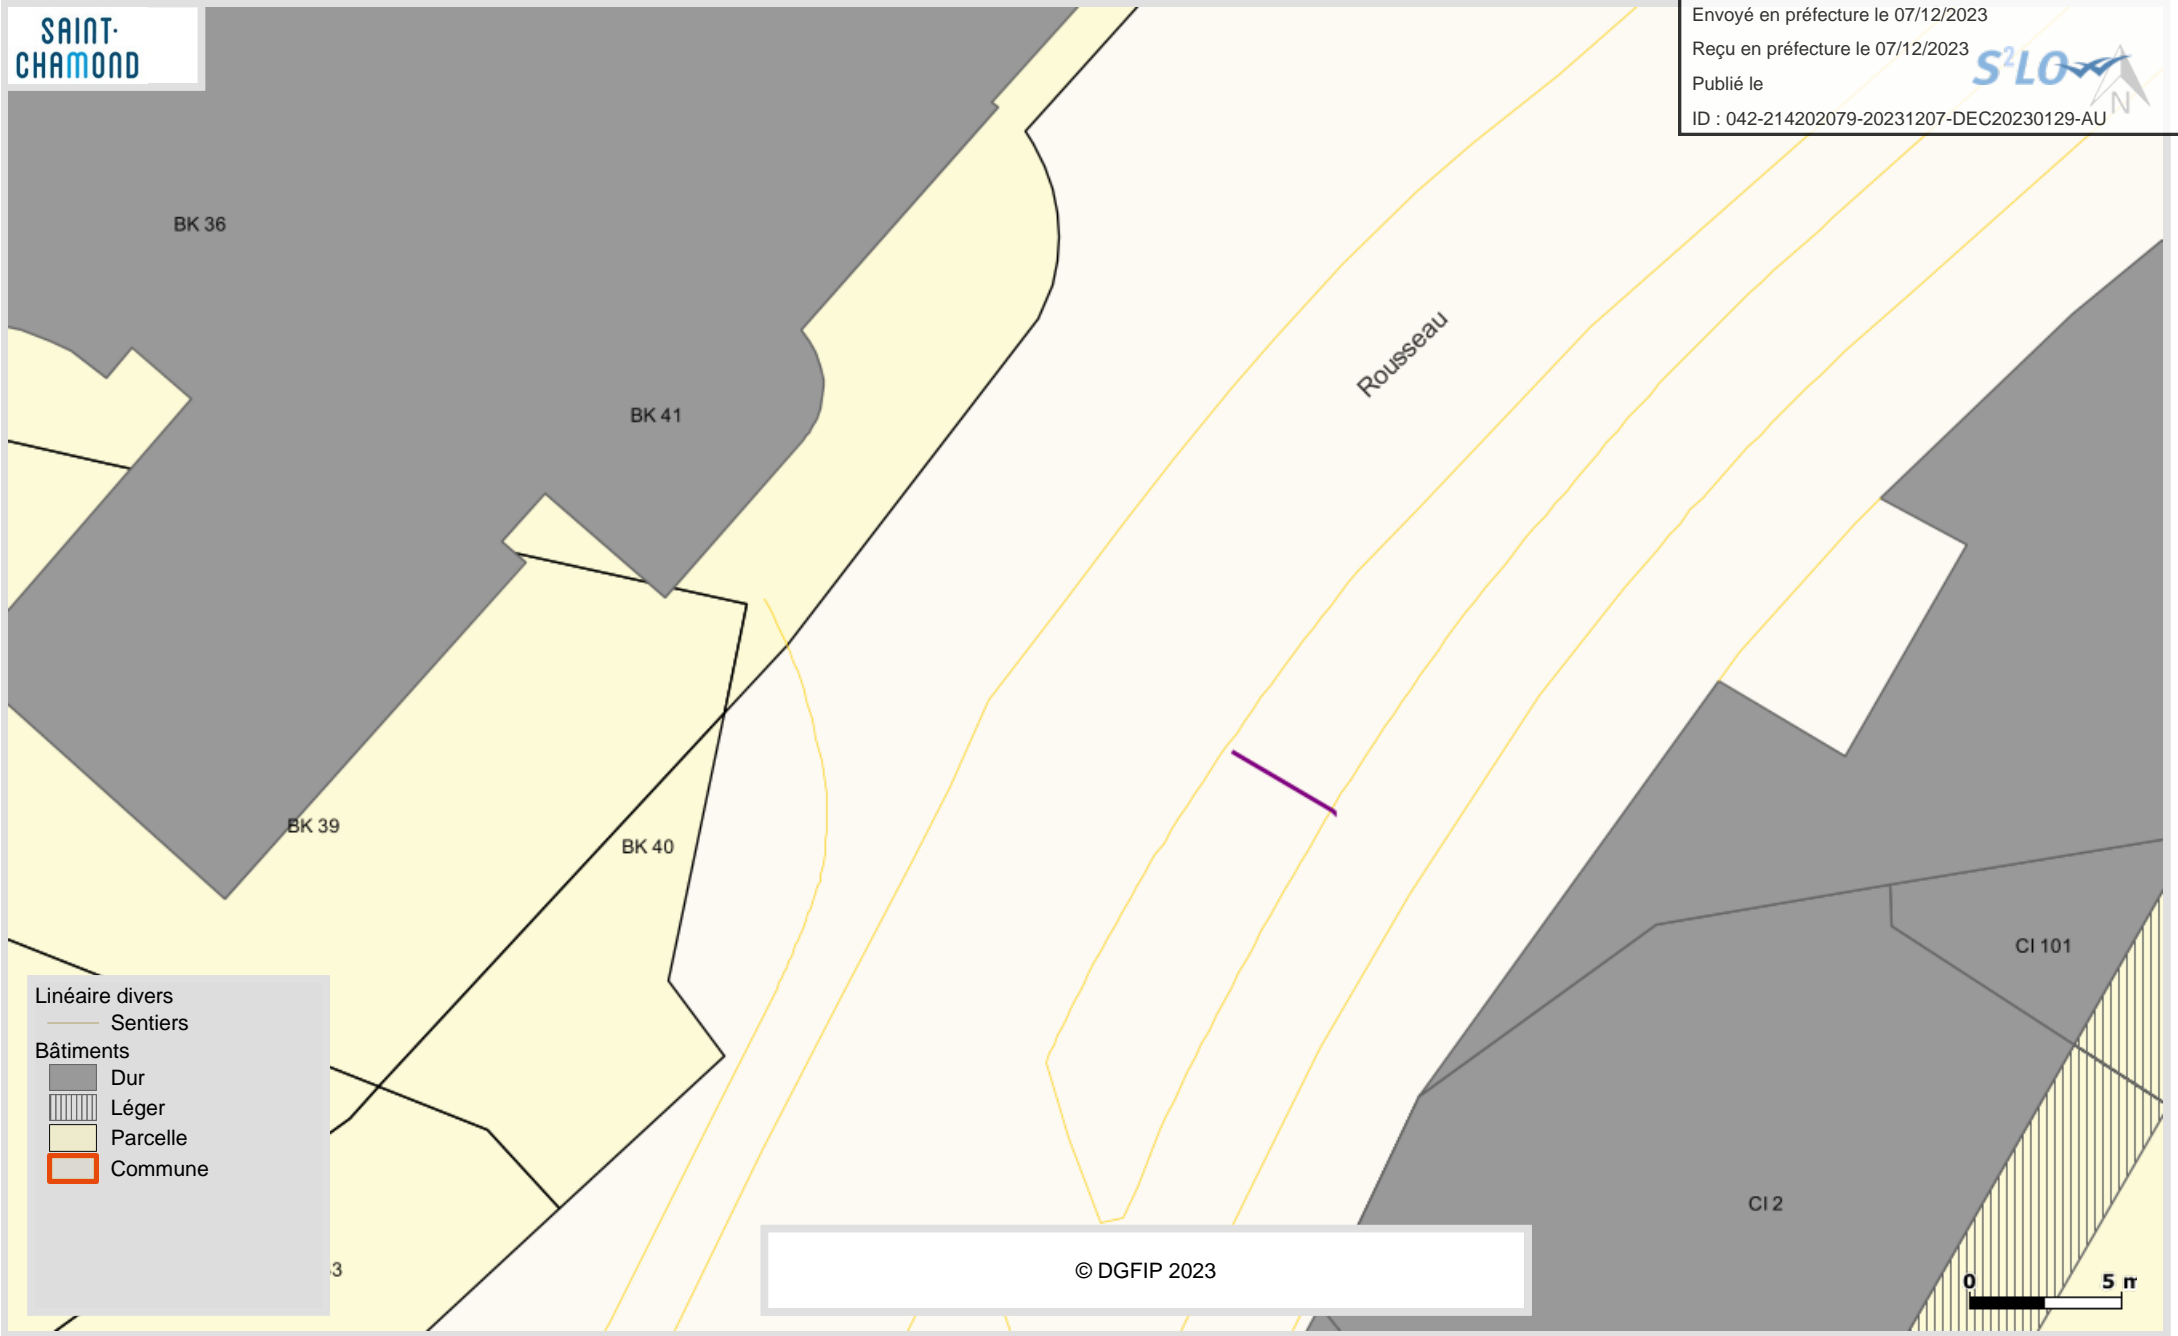 SAINT-
CHAMOND
Envoyé en préfecture le 07/12/2023
Reçu en préfecture le 07/12/2023
Publié le
ID : 042-214202079-20231207-DEC20230129-AU
S²LOW
N
BK 36
Rousseau
BK 41
BK 39
BK 40
CI 101
CI 2
Linéaire divers
Sentiers
Bâtiments
Dur
Léger
Parcelle
Commune
3
© DGFIP 2023
0 5 m